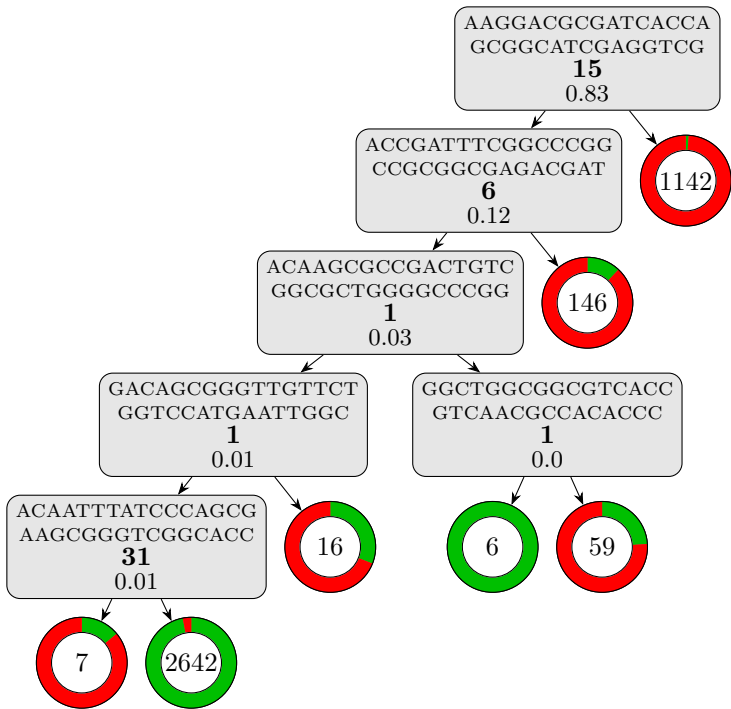 AAGGACGCGATCACCA
GCGGCATCGAGGTCG
15
0.83
ACCGATTTCGGCCCGG
CCGCGGCGAGACGAT
6
0.12
1142
ACAAGCGCCGACTGTC
GGCGCTGGGGCCCGG
1
0.03
146
GACAGCGGGTTGTTCT
GGTCCATGAATTGGC
1
0.01
GGCTGGCGGCGTCACC
GTCAACGCCACACCC
1
0.0
ACAATTTATCCCAGCG
AAGCGGGTCGGCACC
31
0.01
16
6
59
7
2642